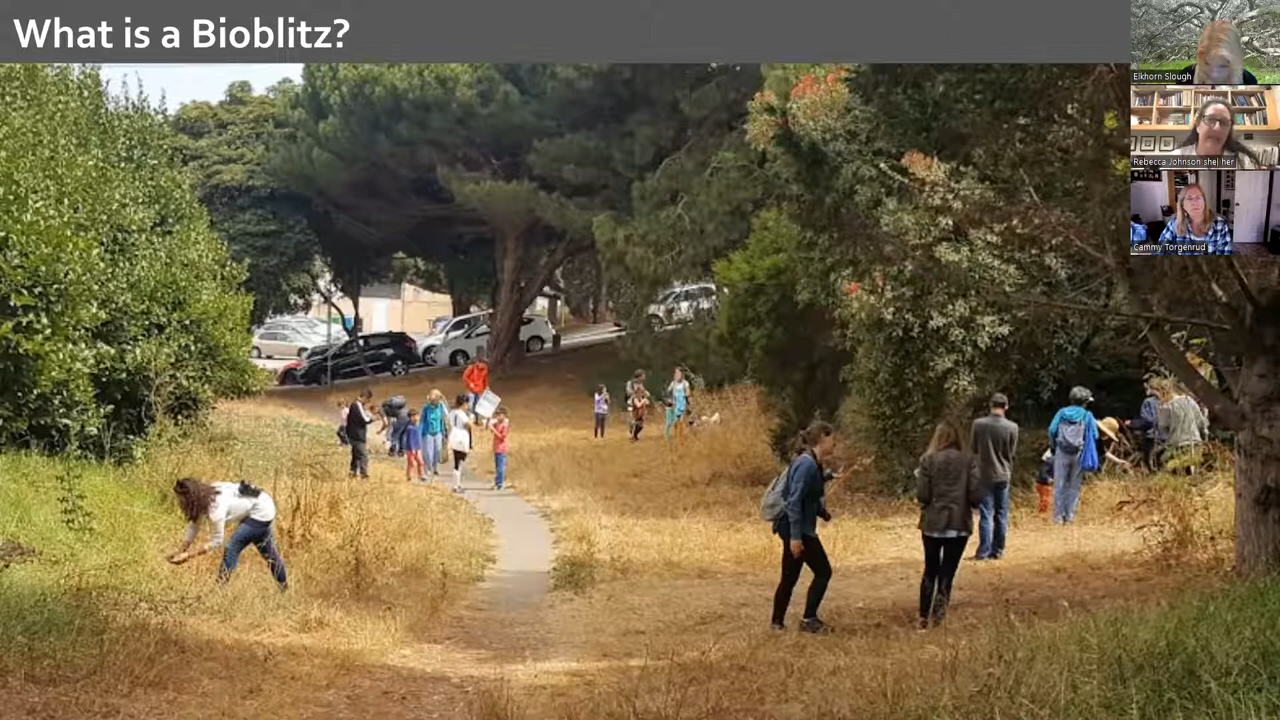 What is a Bioblitz?
Elkhorn Slough
Rebecca Johnson she| her
Cammy Torgenrud